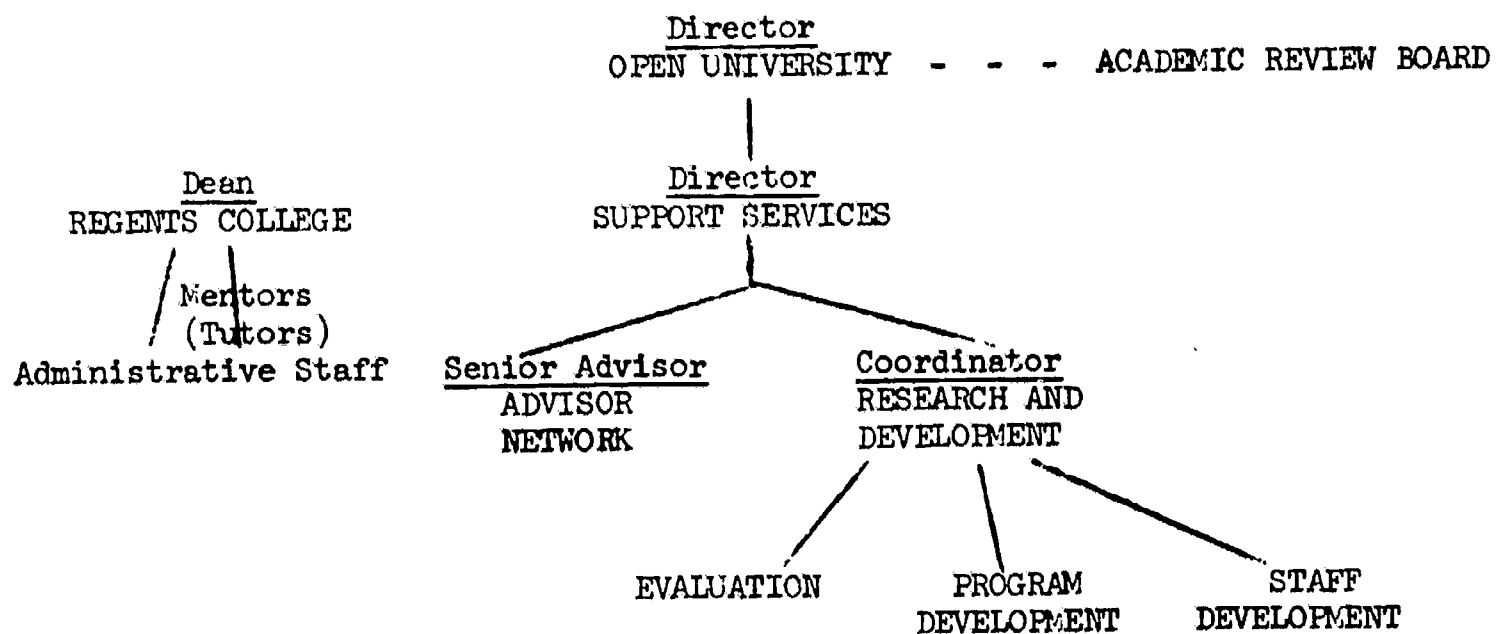 Director
OPEN UNIVERSITY - - - ACADEMIC REVIEW BOARD
Dean
REGENTS COLLEGE
Mentors
(Tutors)
Administrative Staff
Director
SUPPORT SERVICES
Senior Advisor
ADVISOR
NETWORK
Coordinator
RESEARCH AND
DEVELOPMENT
EVALUATION
PROGRAM
DEVELOPMENT
STAFF
DEVELOPMENT